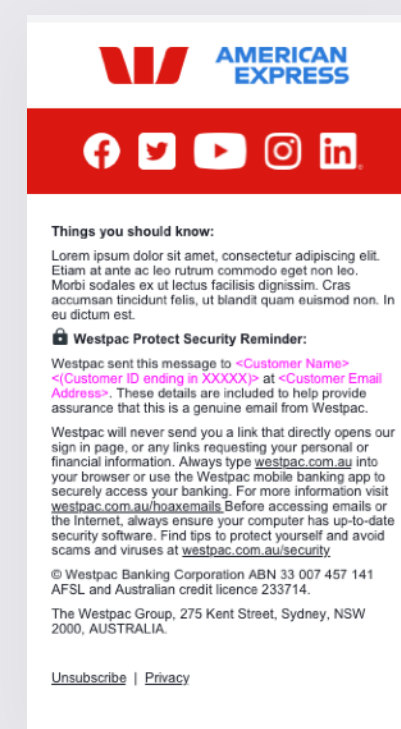 AMERICAN
EXPRESS
in
Things you should know:
Lorem ipsum dolor sit amet, consectetur adipiscing elit.
Etiam at ante ac leo rutrum commodo eget non leo.
Morbi sodales ex ut lectus facilisis dignissim. Cras
accumsan tincidunt felis, ut blandit quam euismod non. In
eu dictum est.
Westpac Protect Security Reminder:
Westpac sent this message to <Customer Name>
<(Customer ID ending in XXXXX)> at <Customer Email
Address>. These details are included to help provide
assurance that this is a genuine email from Westpac.
Westpac will never send you a link that directly opens our
sign in page, or any links requesting your personal or
financial information. Always type westpac.com.au into
your browser or use the Westpac mobile banking app to
securely access your banking. For more information visit
westpac.com.au/hoaxemails Before accessing emails or
the Internet, always ensure your computer has up-to-date
security software. Find tips to protect yourself and avoid
scams and viruses at westpac.com.au/security
© Westpac Banking Corporation ABN 33 007 457 141
AFSL and Australian credit licence 233714.
The Westpac Group, 275 Kent Street, Sydney, NSW
2000, AUSTRALIA.
Unsubscribe | Privacy